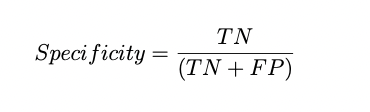 Specificity = TN / (TN + FP)